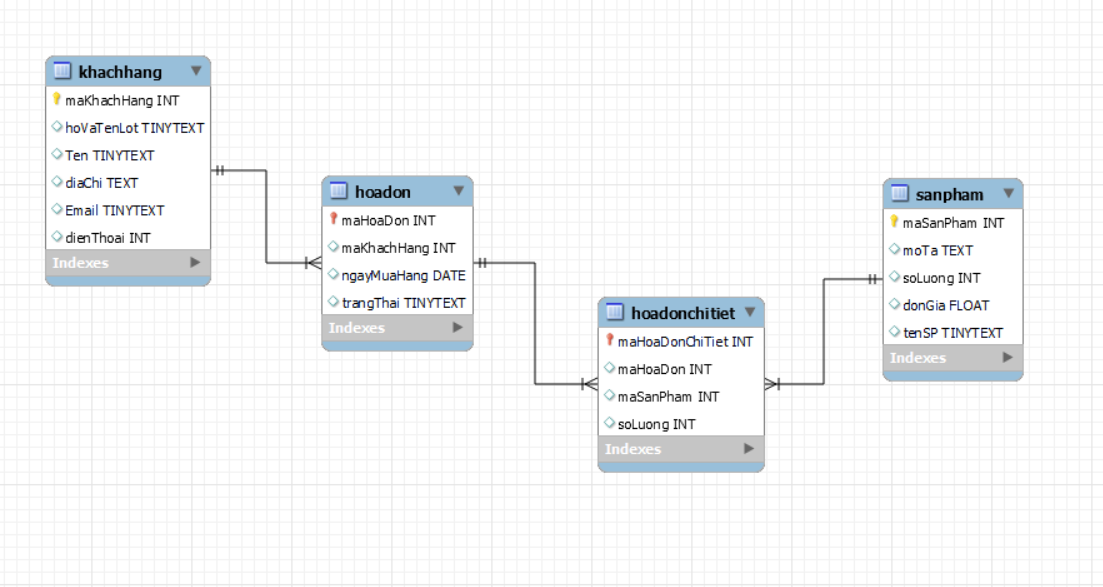 khachhang
maKhachHang INT
hoVaTenLot TINYTEXT
Ten TINYTEXT
diaChi TEXT
Email TINYTEXT
dienThoai INT
Indexes
hoadon
maHoaDon INT
maKhachHang INT
ngayMuaHang DATE
trangThai TINYTEXT
Indexes
hoadonchitiet
maHoaDonChiTiet INT
maHoaDon INT
maSanPham INT
soLuong INT
Indexes
sanpham
maSanPham INT
moTa TEXT
soLuong INT
donGia FLOAT
tenSP TINYTEXT
Indexes